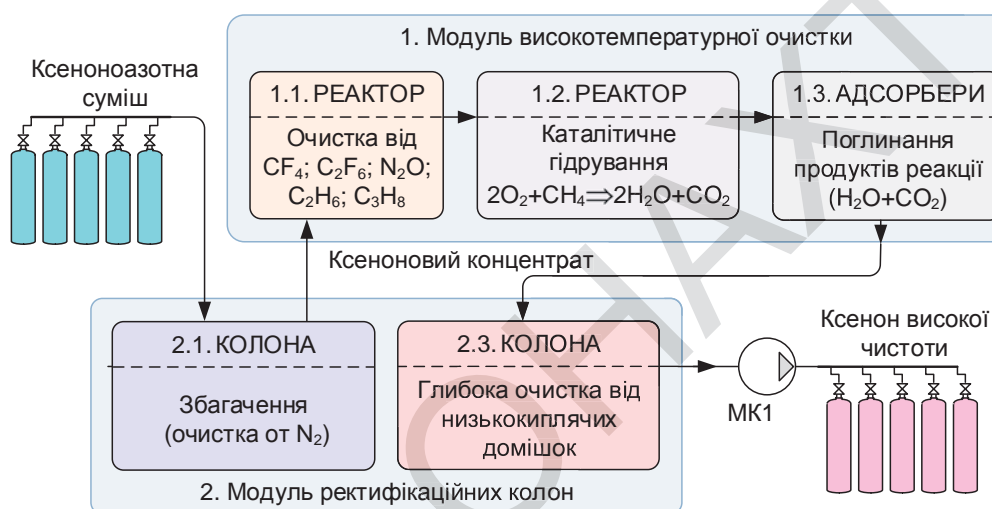 1. Модуль високотемпературної очистки
Ксеноноазотна
суміш
1.1. РЕАКТОР
Очистка від
CF₄; C₂F₆; N₂O;
C₂H₆; C₃H₈
1.2. РЕАКТОР
Каталітичне
гідрування
2O₂+CH₄⇒2H₂O+CO₂
1.3. АДСОРБЕРИ
Поглинання
продуктів реакції
(H₂O+CO₂)
Ксеноновий концентрат
2.1. КОЛОНА
Збагачення
(очистка от N₂)
2.3. КОЛОНА
Глибока очистка від
низькокиплячих
домішок
МК1
Ксенон високої
чистоти
2. Модуль ректифікаційних колон
ОНАХТ